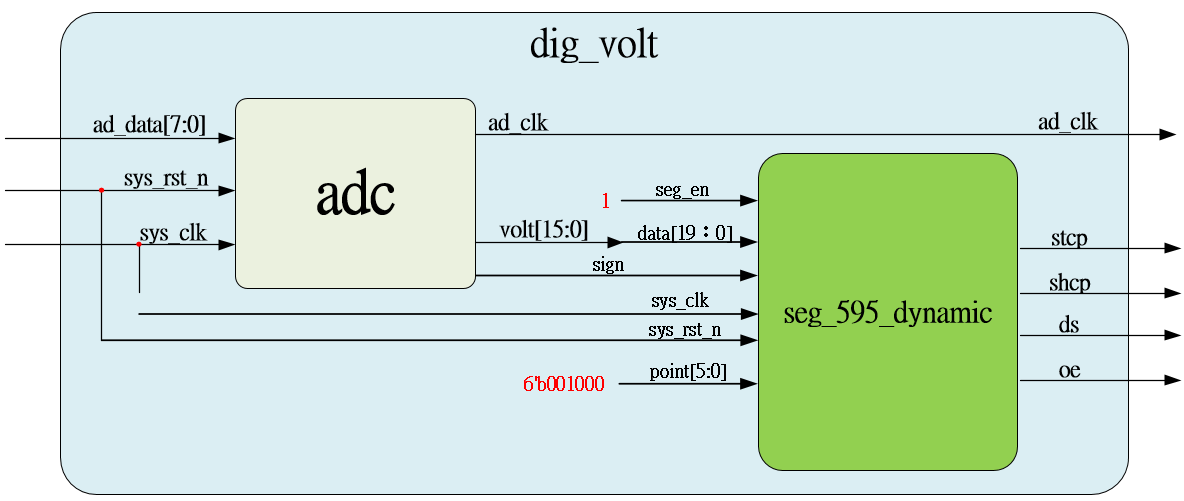 dig_volt
ad_data[7:0]
ad_clk
ad_clk
sys_rst_n
adc
1
seg_en
sys_clk
volt[15:0]
data[19：0]
sign
stcp
sys_clk
shcp
seg_595_dynamic
sys_rst_n
ds
6'b001000
point[5:0]
oe